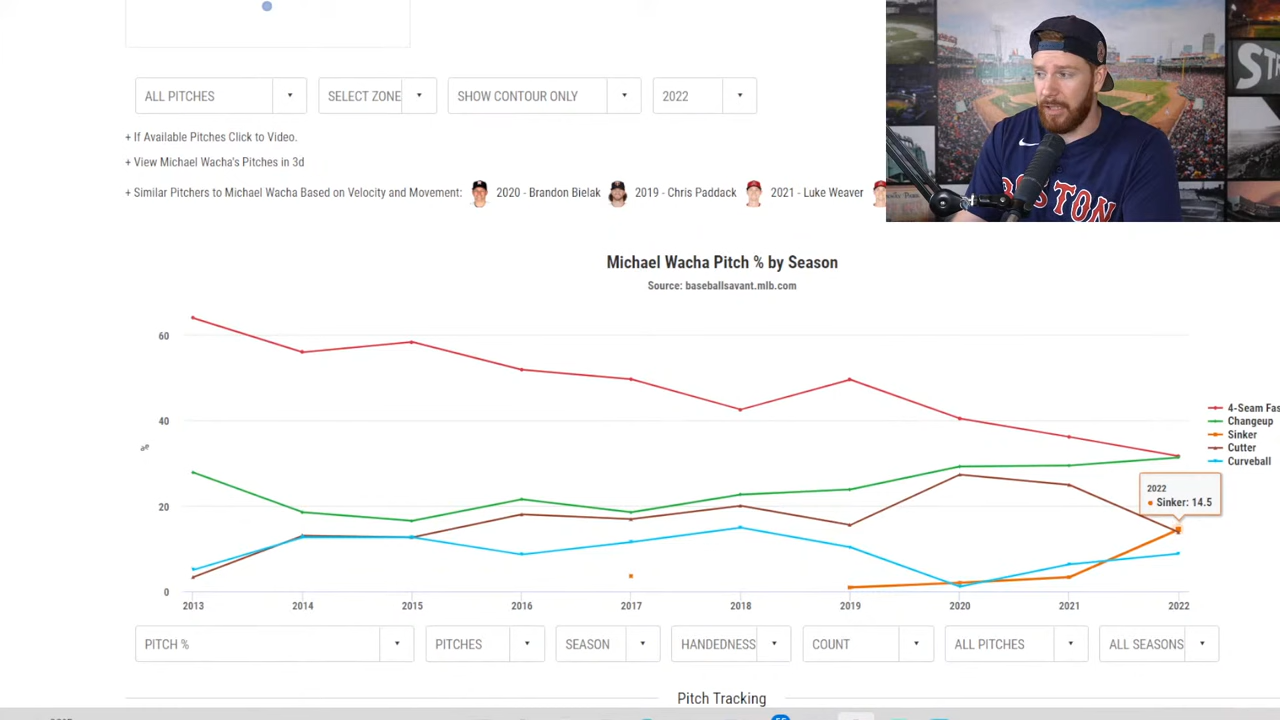 ALL PITCHES
SELECT ZONE
SHOW CONTOUR ONLY
2022
+ If Available Pitches Click to Video.
+ View Michael Wacha's Pitches in 3d
+ Similar Pitchers to Michael Wacha Based on Velocity and Movement: 2020 - Brandon Bielak 2019 - Chris Paddack 2021 - Luke Weaver
BOSTON
Michael Wacha Pitch % by Season
Source: baseballsavant.mlb.com
60
40
20
0
%
4-Seam Fas
Changeup
Sinker
Cutter
Curveball
2022
Sinker: 14.5
2013 2014 2015 2016 2017 2018 2019 2020 2021 2022
PITCH %
PITCHES
SEASON
HANDEDNESS
COUNT
ALL PITCHES
ALL SEASONS
Pitch Tracking